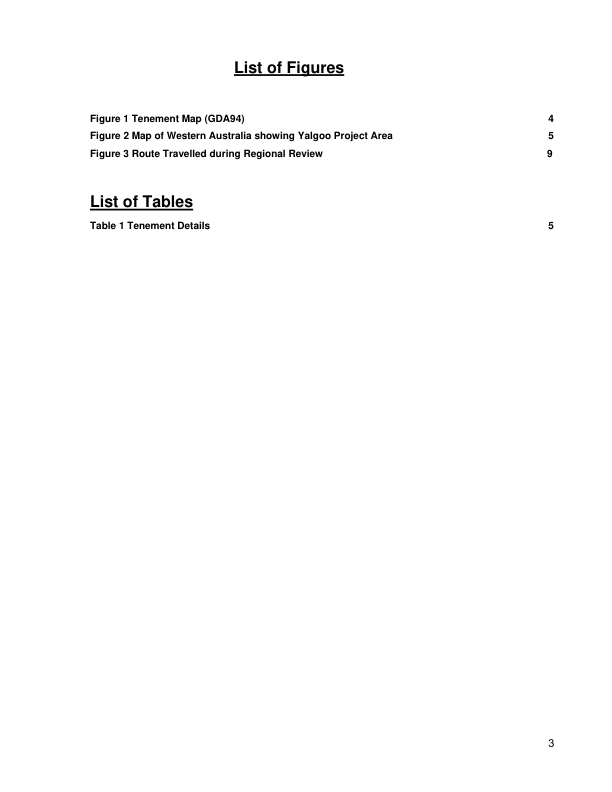 List of Figures
Figure 1 Tenement Map (GDA94) 4
Figure 2 Map of Western Australia showing Yalgoo Project Area 5
Figure 3 Route Travelled during Regional Review 9
List of Tables
Table 1 Tenement Details 5
3